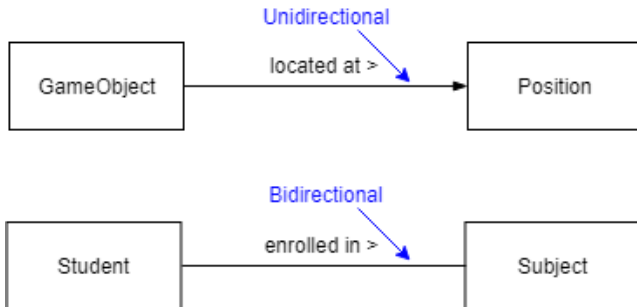 Unidirectional
located at >
GameObject
Position
Bidirectional
enrolled in >
Student
Subject